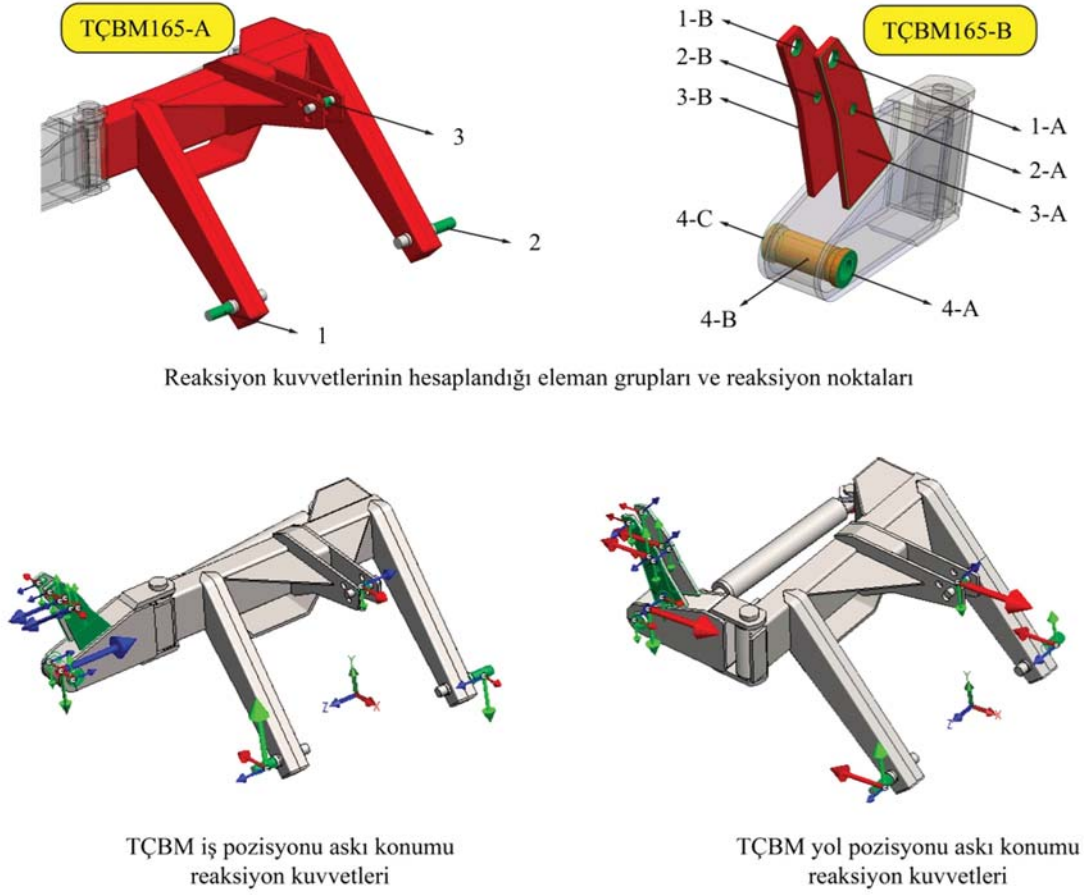 TÇBM165-A
3
2
1
TÇBM165-B
1-B
2-B
3-B
1-A
2-A
3-A
4-C
4-B
4-A
Reaksiyon kuvvetlerinin hesaplandığı eleman grupları ve reaksiyon noktaları
Y
Z
X
Y
Z
X
TÇBM iş pozisyonu askı konumu
reaksiyon kuvvetleri
TÇBM yol pozisyonu askı konumu
reaksiyon kuvvetleri